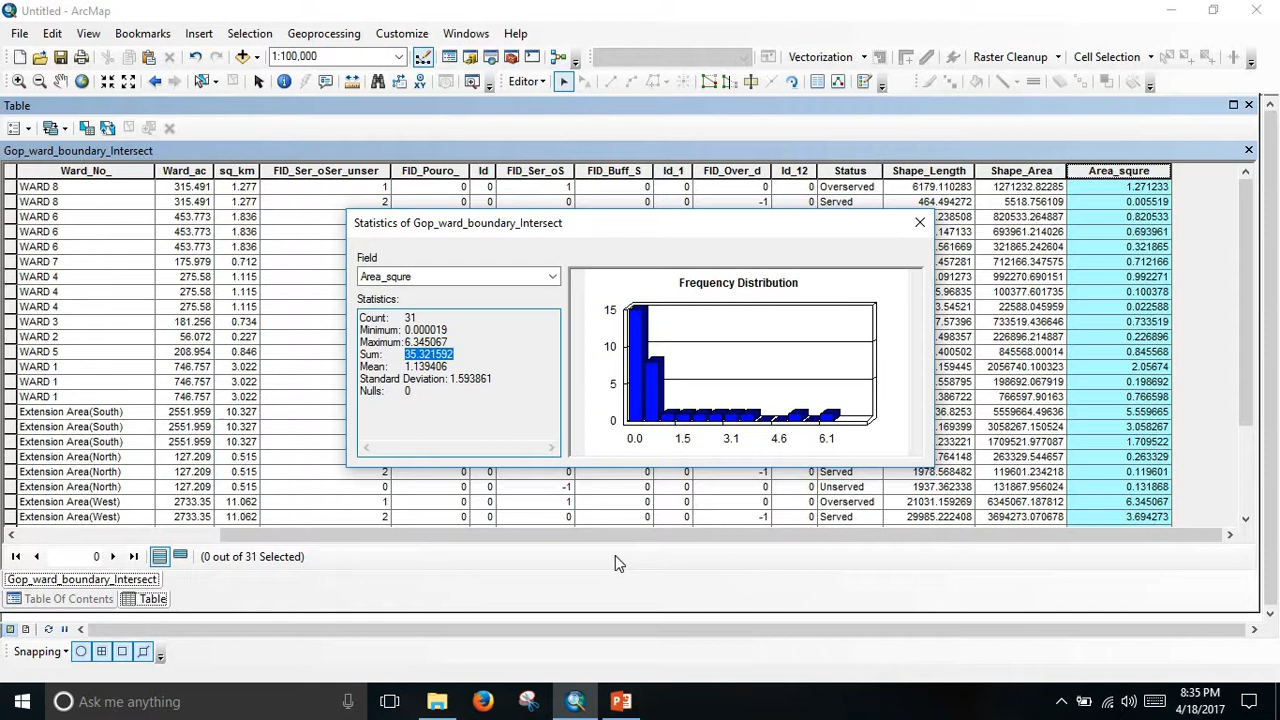 Untitled - ArcMap
File Edit View Bookmarks Insert Selection Geoprocessing Customize Windows Help
1:100,000 Vectorization Raster Cleanup Cell Selection
Editor
Table
Gop_ward_boundary_Intersect
Ward_No_ Ward_ac sq_km FID_Ser_oSer_unser FID_Pouro_ Id FID_Ser_oS FID_Buff_S Id_1 FID_Over_d Id_12 Status Shape_Length Shape_Area Area_squre
WARD 8 315.491 1.277 1 0 0 1 0 0 0 0 Overserved 6179.110283 1271232.82285 1.271233
WARD 8 315.491 1.277 2 0 0 0 0 0 -1 0 Served 464.494272 5518.756109 0.005519
WARD 6 453.773 1.836 .238508 820533.264387 0.820533
WARD 6 453.773 1.836 .561669 693961.214026 0.693961
WARD 6 453.773 1.836 321865.242604 0.321865
WARD 7 175.979 0.712 .457281 712166.347575 0.712166
WARD 4 275.58 1.115 .091273 992270.690151 0.992271
WARD 4 275.58 1.115 5.96835 100377.601254 0.100378
WARD 4 275.58 1.115 3.54521 22588.045959 0.022588
WARD 3 181.256 0.734 7.57396 733519.436646 0.733519
WARD 2 56.072 0.227 .498357 226896.214887 0.226896
WARD 5 208.954 0.846 .400502 845568.00014 0.845568
WARD 1 746.757 3.022 .159445 2056740.100323 2.05674
WARD 1 746.757 3.022 .558795 198692.067919 0.198692
WARD 1 746.757 3.022 .386722 766597.90163 0.766598
Extension Area(South) 2551.959 10.327 36.8253 5559664.49636 5.559665
Extension Area(South) 2551.959 10.327 .169399 3058267.150524 3.058267
Extension Area(South) 2551.959 10.327 .233221 1709521.577106 1.709522
Extension Area(North) 127.209 0.515 .764148 263329.544657 0.263329
Extension Area(North) 127.209 0.515 2 0 0 0 0 0 -1 0 Served 1978.568482 119601.234218 0.119601
Extension Area(North) 127.209 0.515 0 0 0 -1 0 0 0 0 Unserved 1937.362338 131867.956024 0.131868
Extension Area(West) 2733.35 11.062 1 0 0 1 0 0 0 0 Overserved 21031.159269 6345067.187812 6.345067
Extension Area(West) 2733.35 11.062 2 0 0 0 0 0 -1 0 Served 29985.222408 3694273.070678 3.694273
Statistics of Gop_ward_boundary_Intersect
Field
Area_squre
Statistics:
Count: 31
Minimum: 0.000019
Maximum: 6.345067
Sum: 35.321592
Mean: 1.139406
Standard Deviation: 1.593861
Nulls: 0
Frequency Distribution
15
10
5
0
0.0 1.5 3.1 4.6 6.1
0 (0 out of 31 Selected)
Gop_ward_boundary_Intersect
Table Of Contents Table
Snapping
Ask me anything
8:35 PM
4/18/2017